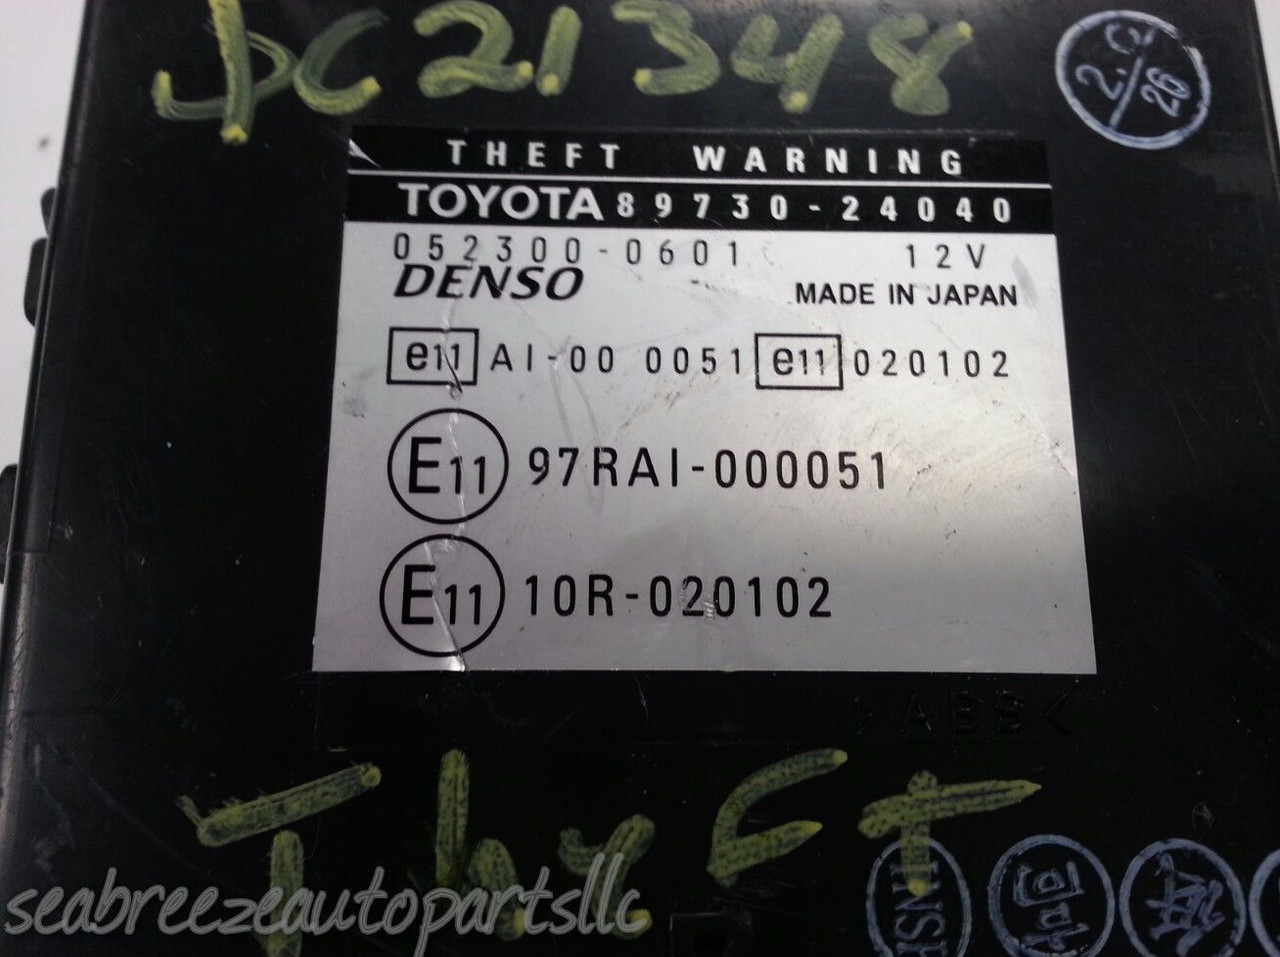 JC21348
2.C
26
THEFT WARNING
TOYOTA 89730-24040
052300-0601 12V
DENSO MADE IN JAPAN
e11 AI-00 0051 e11 020102
E11 97RAI-000051
E11 10R-020102
>ABS<
Theft
seabreezeautopartsllc